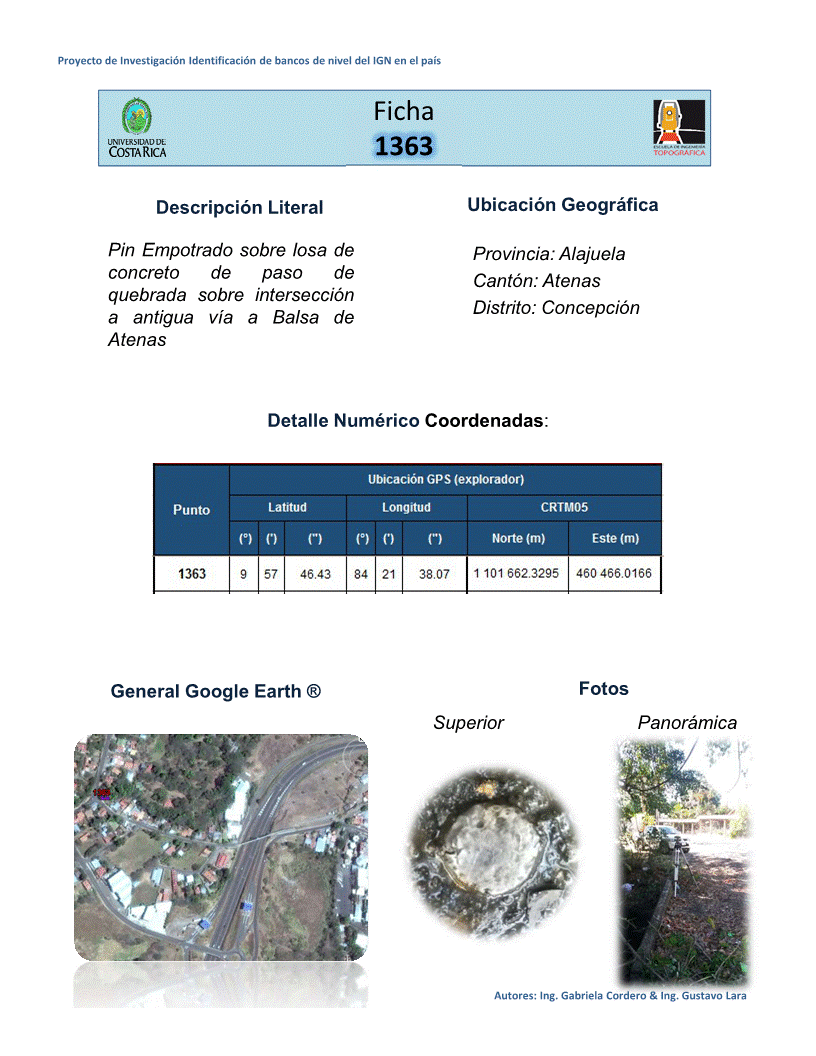 Proyecto de Investigación Identificación de bancos de nivel del IGN en el país
UNIVERSIDAD DE
COSTA RICA
Ficha
1363
ESCUELA DE INGENIERÍA
TOPOGRÁFICA
Descripción Literal
Pin Empotrado sobre losa de
concreto de paso de
quebrada sobre intersección
a antigua vía a Balsa de
Atenas
Ubicación Geográfica
Provincia: Alajuela
Cantón: Atenas
Distrito: Concepción
Detalle Numérico Coordenadas:
Punto
Ubicación GPS (explorador)
Latitud Longitud CRTM05
(°) (') (") (°) (') (") Norte (m) Este (m)
1363 9 57 46.43 84 21 38.07 1 101 662.3295 460 466.0166
General Google Earth ®
Fotos
Superior Panorámica
Autores: Ing. Gabriela Cordero & Ing. Gustavo Lara